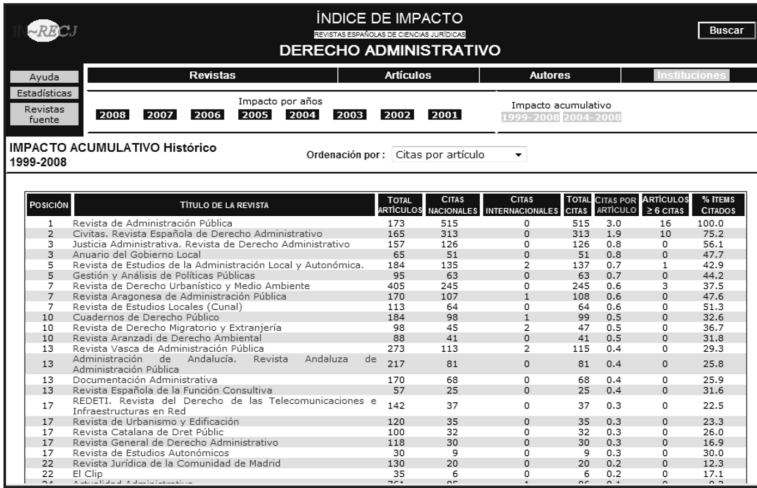 IN~RECJ
ÍNDICE DE IMPACTO
REVISTAS ESPAÑOLAS DE CIENCIAS JURÍDICAS
DERECHO ADMINISTRATIVO
Buscar
Ayuda
Estadísticas
Revistas fuente
Revistas Artículos Autores Instituciones
Impacto por años
2008 2007 2006 2005 2004 2003 2002 2001
Impacto acumulativo
1999-2008 2004-2008
IMPACTO ACUMULATIVO Histórico
1999-2008
Ordenación por : Citas por artículo
POSICIÓN TÍTULO DE LA REVISTA TOTAL ARTÍCULOS CITAS NACIONALES CITAS INTERNACIONALES TOTAL CITAS CITAS POR ARTÍCULO ARTÍCULOS ≥ 6 CITAS % ITEMS CITADOS
1 Revista de Administración Pública 173 515 0 515 3.0 16 100.0
2 Civitas. Revista Española de Derecho Administrativo 165 313 0 313 1.9 10 75.2
3 Justicia Administrativa. Revista de Derecho Administrativo 157 126 0 126 0.8 0 56.1
3 Anuario del Gobierno Local 65 51 0 51 0.8 0 47.7
5 Revista de Estudios de la Administración Local y Autonómica. 184 135 2 137 0.7 1 42.9
5 Gestión y Análisis de Políticas Públicas 95 63 0 63 0.7 0 44.2
7 Revista de Derecho Urbanístico y Medio Ambiente 405 245 0 245 0.6 3 37.5
7 Revista Aragonesa de Administración Pública 170 107 1 108 0.6 0 47.6
7 Revista de Estudios Locales (Cunal) 113 64 0 64 0.6 0 51.3
10 Cuadernos de Derecho Público 184 98 1 99 0.5 0 32.6
10 Revista de Derecho Migratorio y Extranjería 98 45 2 47 0.5 0 36.7
10 Revista Aranzadi de Derecho Ambiental 88 41 0 41 0.5 0 31.8
13 Revista Vasca de Administración Pública 273 113 2 115 0.4 0 29.3
13 Administración de Andalucía. Revista Andaluza de
Administración Pública 217 81 0 81 0.4 0 25.8
13 Documentación Administrativa 170 68 0 68 0.4 0 25.9
13 Revista Española de la Función Consultiva 57 25 0 25 0.4 0 31.6
17 REDETI. Revista del Derecho de las Telecomunicaciones e
Infraestructuras en Red 142 37 0 37 0.3 0 22.5
17 Revista de Urbanismo y Edificación 120 35 0 35 0.3 0 23.3
17 Revista Catalana de Dret Públic 100 32 0 32 0.3 0 26.0
17 Revista General de Derecho Administrativo 118 30 0 30 0.3 0 16.9
17 Revista de Estudios Autonómicos 30 9 0 9 0.3 0 30.0
22 Revista Jurídica de la Comunidad de Madrid 130 20 0 20 0.2 0 12.3
22 El Clip 35 6 0 6 0.2 0 17.1